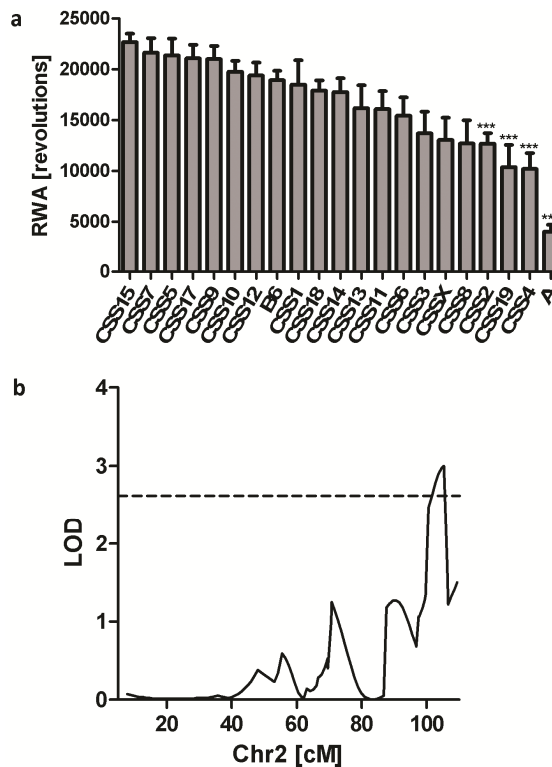 a
RWA [revolutions]
25000
20000
15000
10000
5000
0
***
***
***
**
CSS15
CSS7
CSS5
CSS17
CSS9
CSS10
CSS12
B6
CSS1
CSS18
CSS14
CSS13
CSS11
CSS6
CSS3
CSSX
CSS8
CSS2
CSS19
CSS4
A
b
LOD
4
3
2
1
0
20 40 60 80 100
Chr2 [cM]